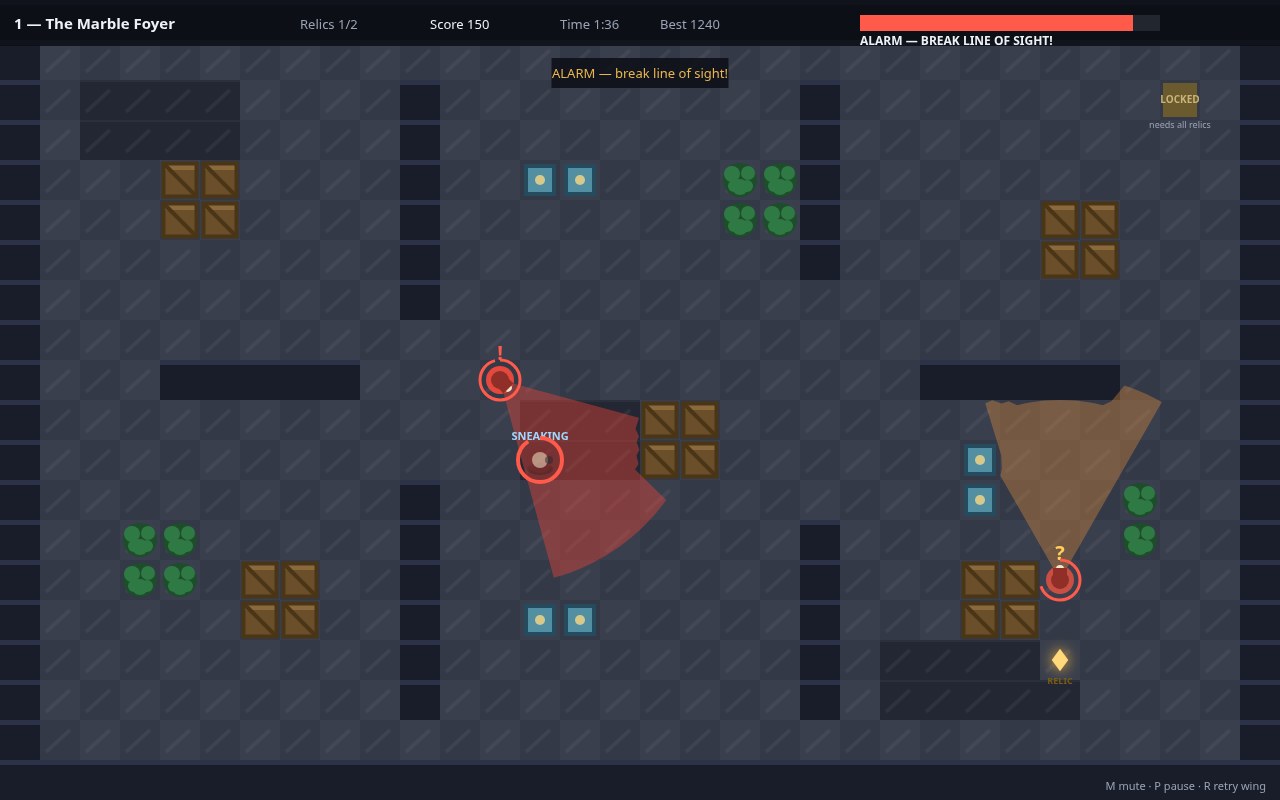 1 — The Marble Foyer
Relics 1/2
Score 150
Time 1:36
Best 1240
ALARM — BREAK LINE OF SIGHT!
ALARM — break line of sight!
LOCKED
needs all relics
!
SNEAKING
?
RELIC
M mute · P pause · R retry wing